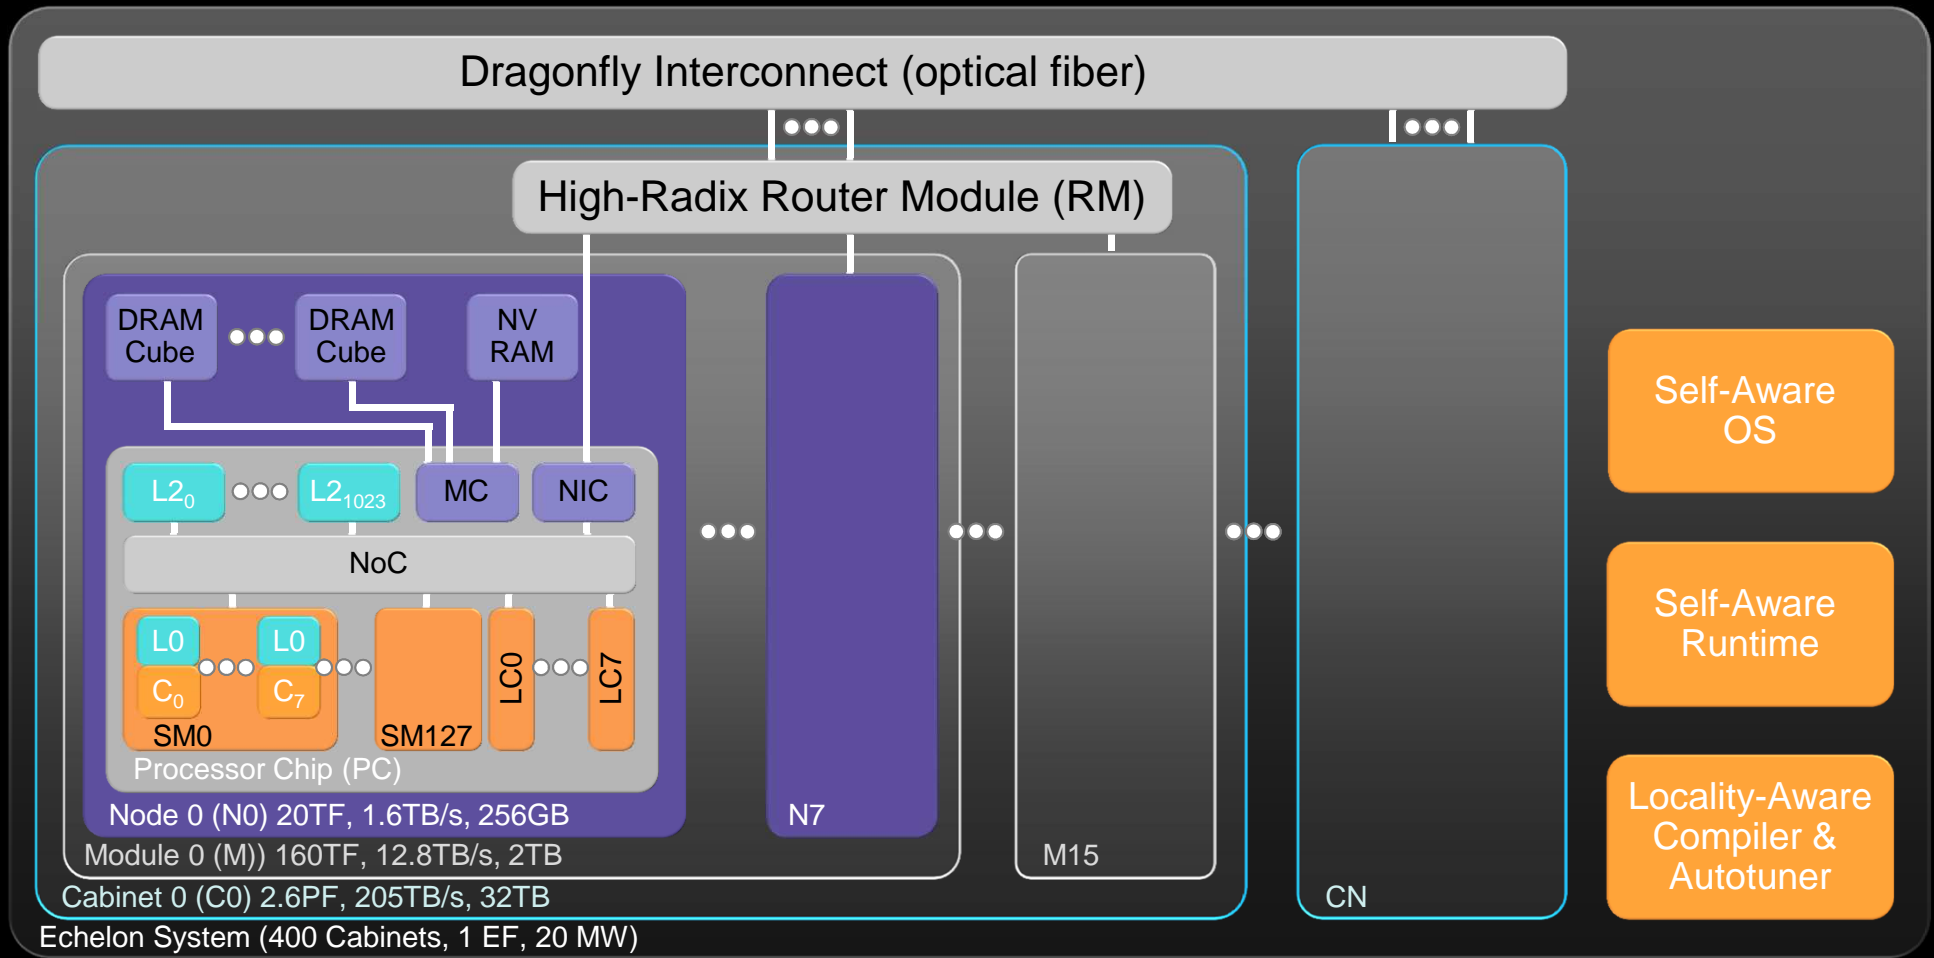 Dragonfly Interconnect (optical fiber)
High-Radix Router Module (RM)
DRAM
Cube
DRAM
Cube
NV
RAM
L2₀
L2₁₀₂₃
MC
NIC
NoC
L0
C₀
L0
C₇
SM0
SM127
LC0
LC7
Processor Chip (PC)
Node 0 (N0) 20TF, 1.6TB/s, 256GB
N7
Module 0 (M)) 160TF, 12.8TB/s, 2TB
M15
Cabinet 0 (C0) 2.6PF, 205TB/s, 32TB
CN
Echelon System (400 Cabinets, 1 EF, 20 MW)
Self-Aware
OS
Self-Aware
Runtime
Locality-Aware
Compiler &
Autotuner